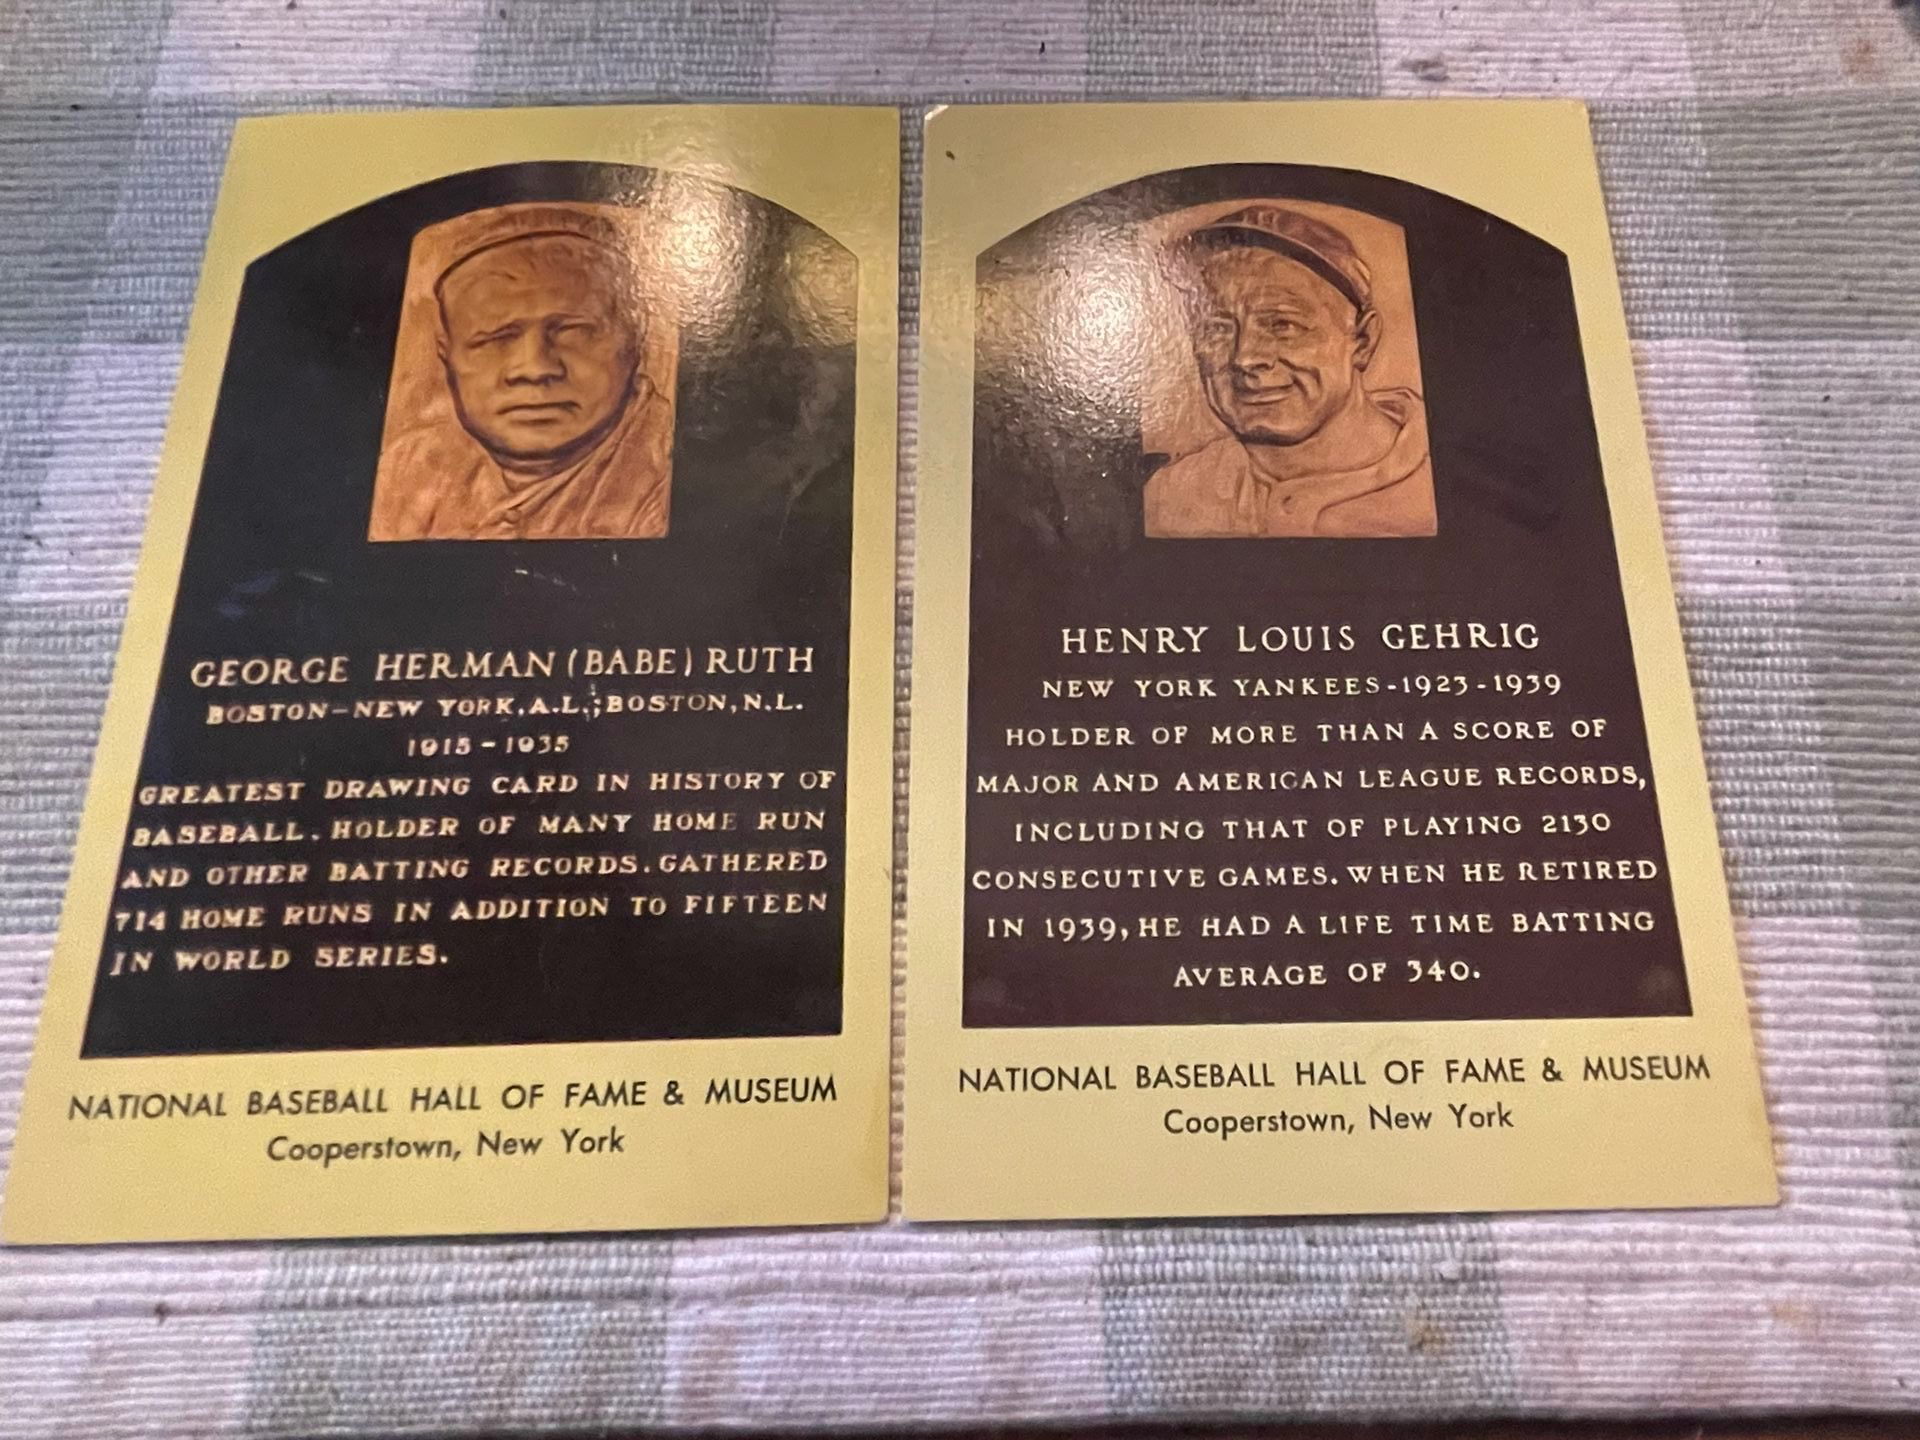 GEORGE HERMAN (BABE) RUTH
BOSTON-NEW YORK, A.L.; BOSTON, N.L.
1915-1935
GREATEST DRAWING CARD IN HISTORY OF
BASEBALL. HOLDER OF MANY HOME RUN
AND OTHER BATTING RECORDS. GATHERED
714 HOME RUNS IN ADDITION TO FIFTEEN
IN WORLD SERIES.
NATIONAL BASEBALL HALL OF FAME & MUSEUM
Cooperstown, New York
HENRY LOUIS GEHRIG
NEW YORK YANKEES-1923-1939
HOLDER OF MORE THAN A SCORE OF
MAJOR AND AMERICAN LEAGUE RECORDS,
INCLUDING THAT OF PLAYING 2130
CONSECUTIVE GAMES. WHEN HE RETIRED
IN 1939, HE HAD A LIFE TIME BATTING
AVERAGE OF 340.
NATIONAL BASEBALL HALL OF FAME & MUSEUM
Cooperstown, New York